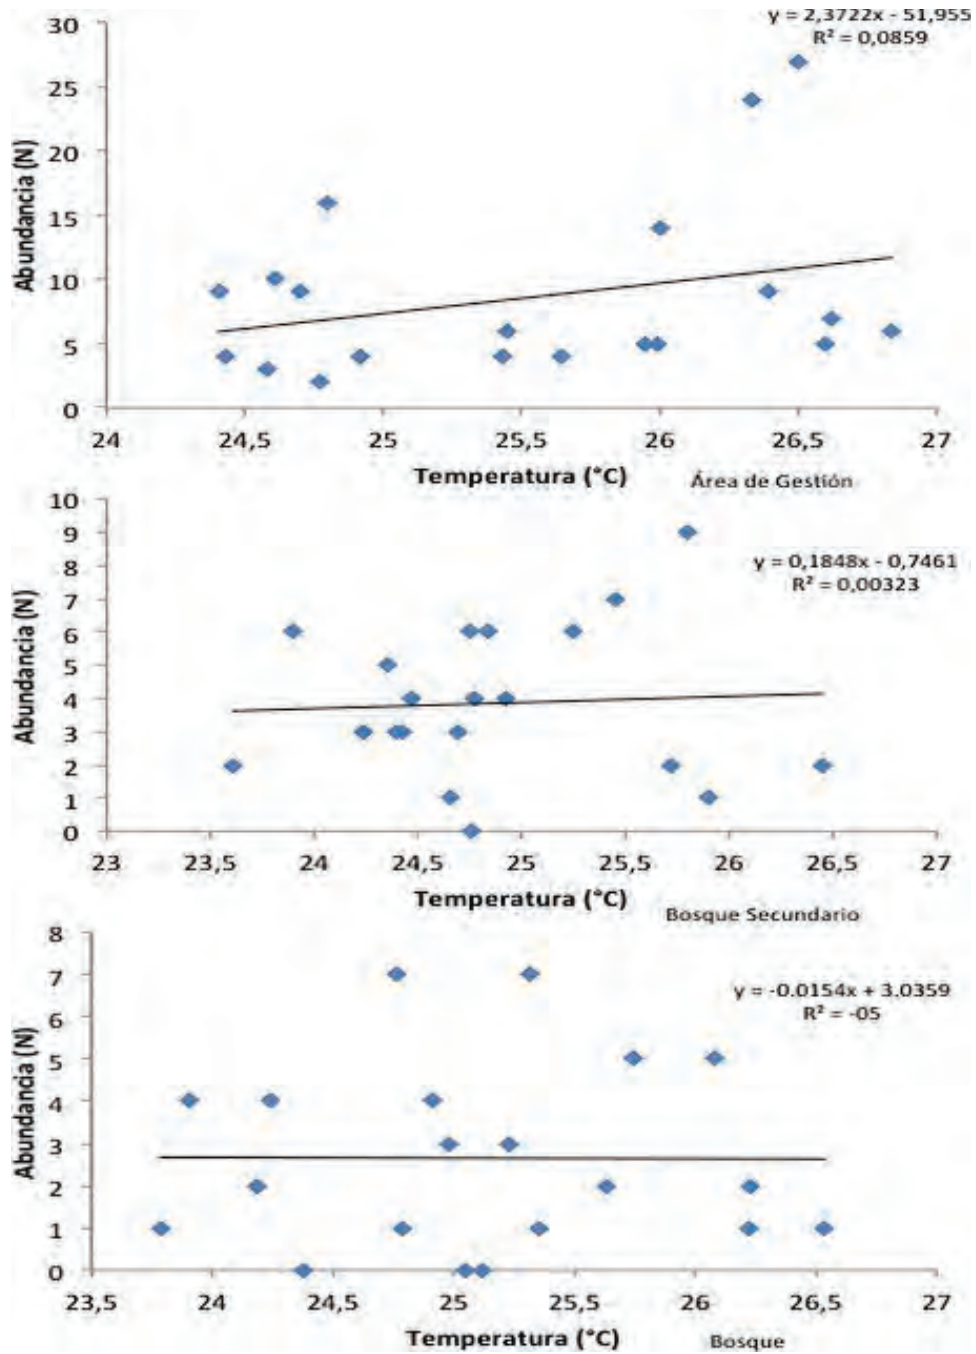 y = 2,3722x - 51,955
R² = 0,0859
30
25
20
15
10
5
0
Abundancia (N)
24 24,5 25 25,5 26 26,5 27
Temperatura (°C)
Área de Gestión
10
9
8
7
6
5
4
3
2
1
0
Abundancia (N)
y = 0,1848x - 0,7461
R² = 0,00323
23 23,5 24 24,5 25 25,5 26 26,5 27
Temperatura (°C)
Bosque Secundario
8
7
6
5
4
3
2
1
0
Abundancia (N)
y = -0.0154x + 3.0359
R² = -05
23,5 24 24,5 25 25,5 26 26,5 27
Temperatura (°C)
Bosque